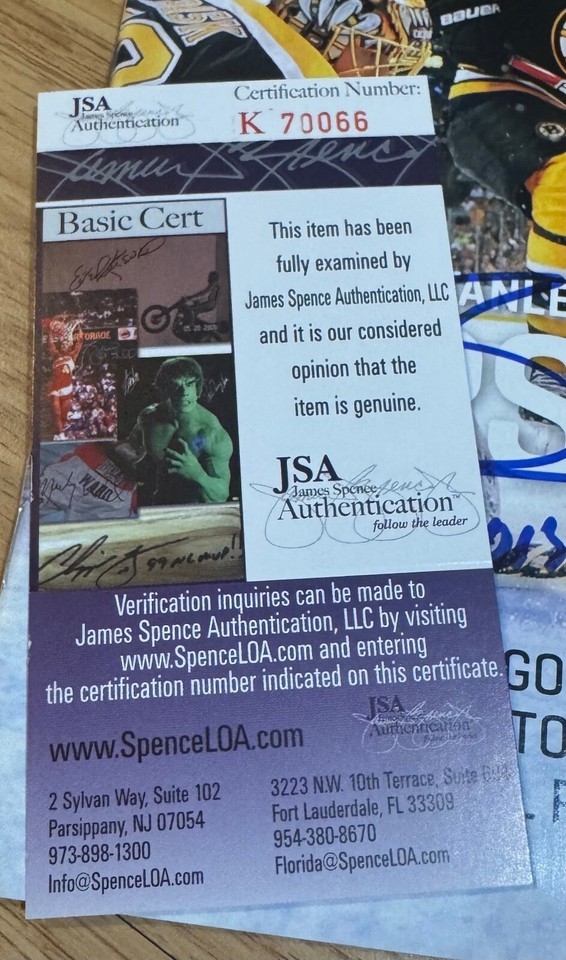 BAUER
JSA
James Spence
Authentication
Certification Number:
K 70066
Basic Cert
This item has been
fully examined by
James Spence Authentication, LLC
and it is our considered
opinion that the
item is genuine.
JSA
James Spence
Authentication™
follow the leader
Verification inquiries can be made to
James Spence Authentication, LLC by visiting
www.SpenceLOA.com and entering
the certification number indicated on this certificate.
JSA
Authentication
www.SpenceLOA.com
2 Sylvan Way, Suite 102
Parsippany, NJ 07054
973-898-1300
Info@SpenceLOA.com
3223 N.W. 10th Terrace, Suite
Fort Lauderdale, FL 33309
954-380-8670
Florida@SpenceLOA.com
TANLE
GO
TO